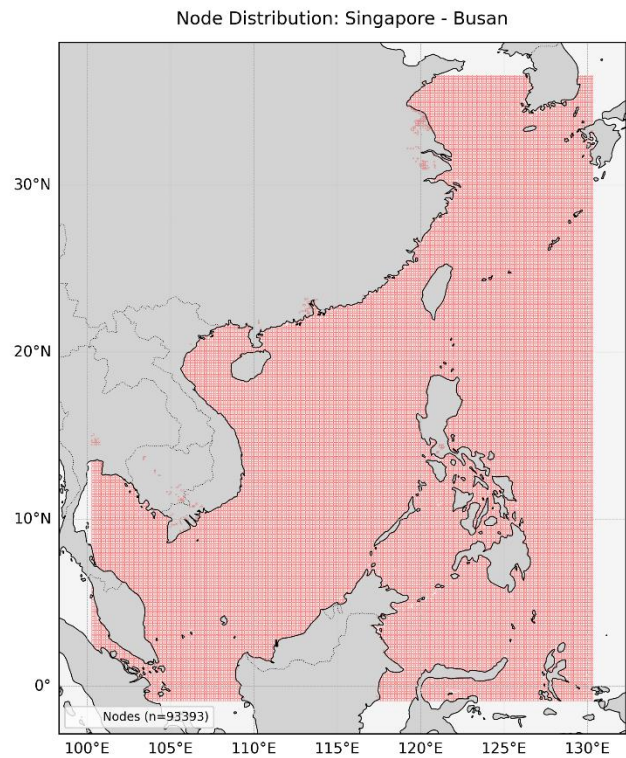 Node Distribution: Singapore - Busan
30°N
20°N
10°N
0°
Nodes (n=93393)
100°E 105°E 110°E 115°E 120°E 125°E 130°E